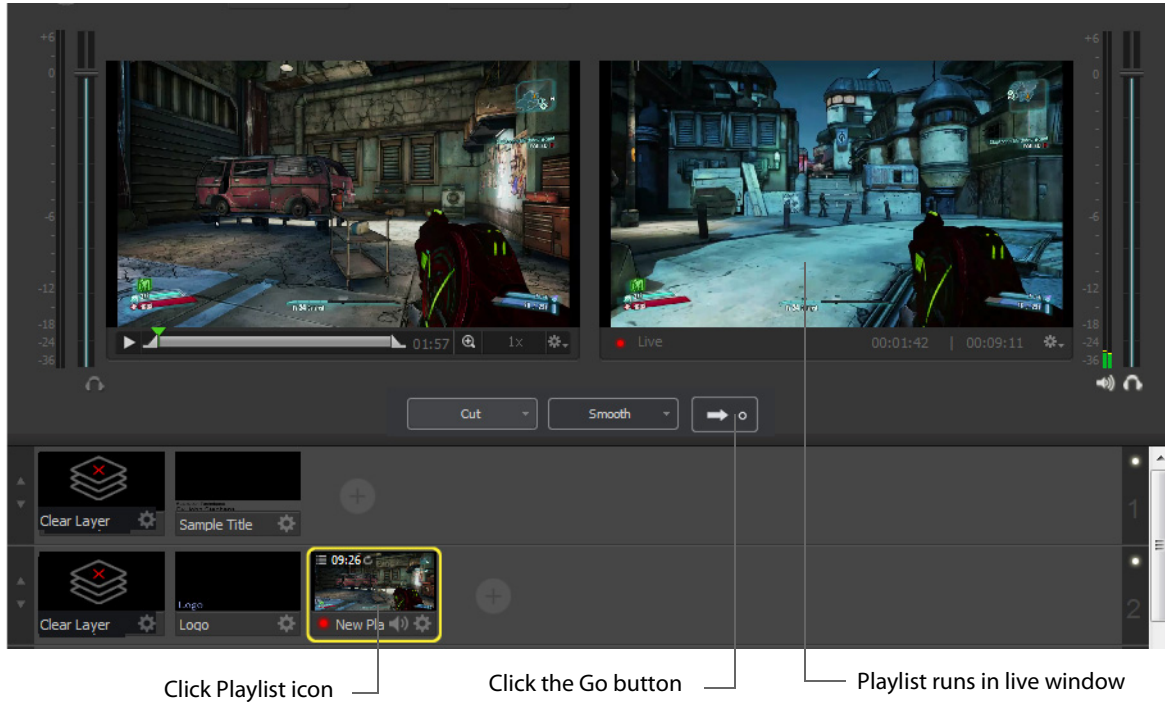 +6
0
-6
-12
-18
-24
-36
01:57
1x
+6
0
-6
-12
-18
-24
-36
Live
00:01:42 | 00:09:11
Cut
Smooth
Clear Layer
Sample Title
1
09:26
Clear Layer
Logo
Logo
New Pla
2
Click Playlist icon
Click the Go button
Playlist runs in live window